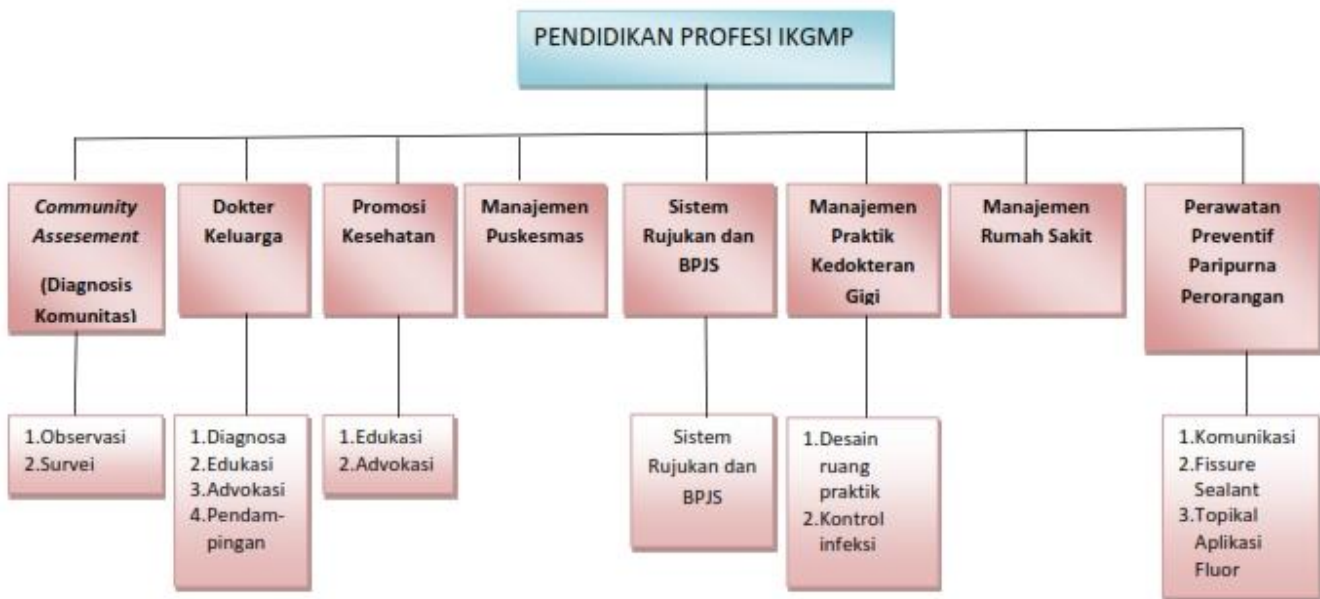 PENDIDIKAN PROFESI IKGMP
Community
Assesement
(Diagnosis
Komunitas)
Dokter
Keluarga
Promosi
Kesehatan
Manajemen
Puskesmas
Sistem
Rujukan dan
BPJS
Manajemen
Praktik
Kedokteran
Gigi
Manajemen
Rumah Sakit
Perawatan
Preventif
Paripurna
Perorangan
1.Observasi
2.Survei
1.Diagnosa
2.Edukasi
3.Advokasi
4.Pendam-
pingan
1.Edukasi
2.Advokasi
Sistem
Rujukan dan
BPJS
1.Desain
ruang
praktik
2.Kontrol
infeksi
1.Komunikasi
2.Fissure
Sealant
3.Topikal
Aplikasi
Fluor